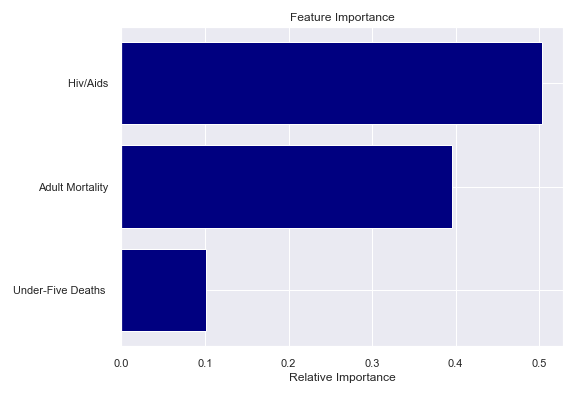 Feature Importance
Hiv/Aids
Adult Mortality
Under-Five Deaths
0.0 0.1 0.2 0.3 0.4 0.5
Relative Importance